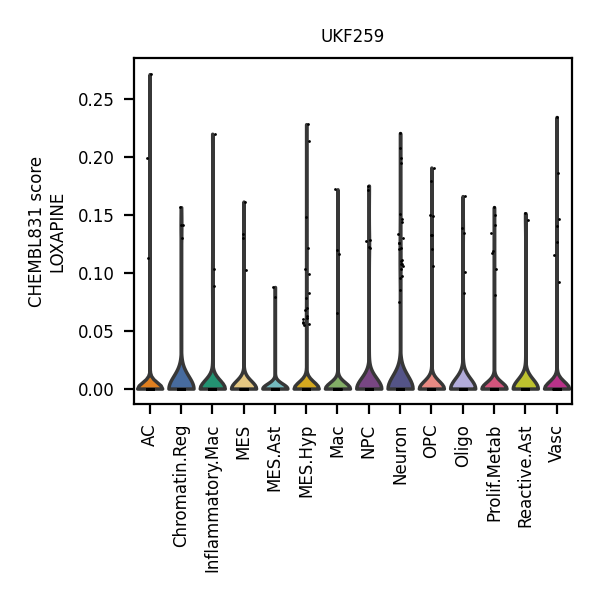 UKF259
CHEMBL831 score
LOXAPINE
0.25
0.20
0.15
0.10
0.05
0.00
AC
Chromatin.Reg
Inflammatory.Mac
MES
MES.Ast
MES.Hyp
Mac
NPC
Neuron
OPC
Oligo
Prolif.Metab
Reactive.Ast
Vasc